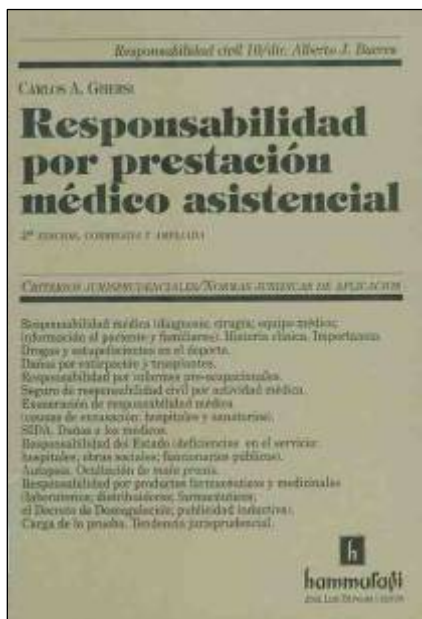 Responsabilidad civil 10/dir. Alberto J. Bueres
CARLOS A. GHERSI
Responsabilidad
por prestación
médico asistencial
2ª EDICIÓN, CORREGIDA Y AMPLIADA
CRITERIOS JURISPRUDENCIALES/NORMAS JURÍDICAS DE APLICACIÓN
Responsabilidad médica (diagnosis; cirugía; equipo médico;
información al paciente y familiares). Historia clínica. Importancia.
Drogas y estupefacientes en el deporte.
Daños por extirpación y trasplantes.
Responsabilidad por informes pre-ocupacionales.
Seguro de responsabilidad civil por actividad médica.
Exoneración de responsabilidad médica
(causas de exoneración: hospitales y sanatorios).
SIDA. Daños a los médicos.
Responsabilidad del Estado (deficiencias en el servicio:
hospitales; obras sociales; funcionarios públicos).
Autopsia. Ocultación de mala praxis.
Responsabilidad por productos farmacéuticos y medicinales
(laboratorios; distribuidores; farmacéuticos;
el Decreto de Desregulación; publicidad inductiva).
Carga de la prueba. Tendencia jurisprudencial.
h
hammurabi
JOSE LUIS DEPALMA / EDITOR